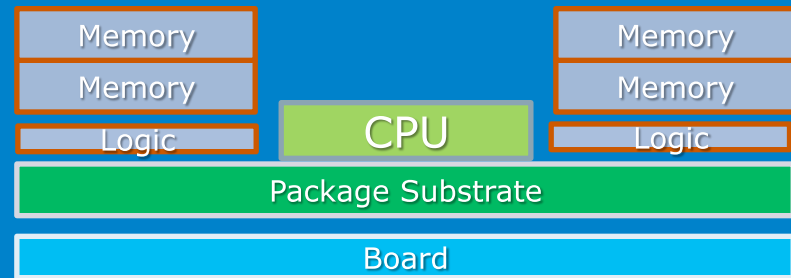 Memory
Memory
Memory
Memory
Logic
CPU
Logic
Package Substrate
Board